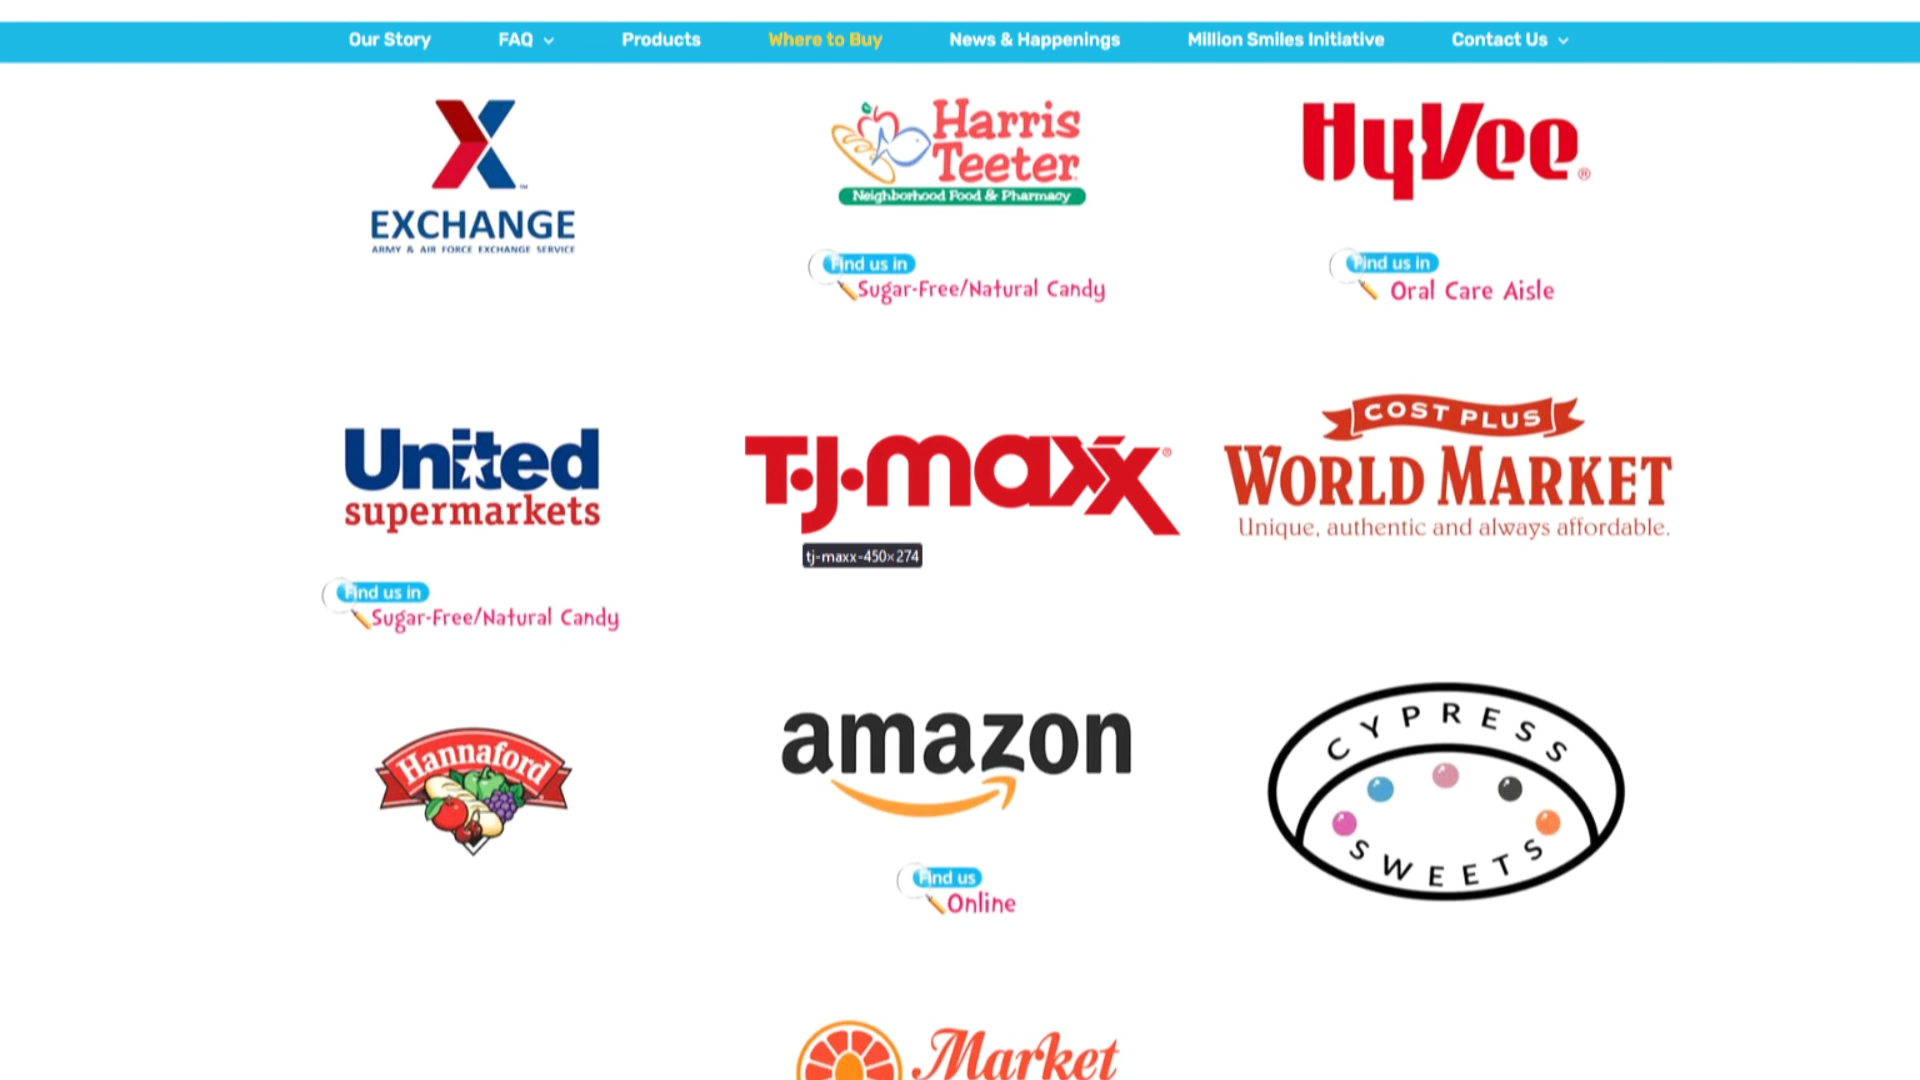 Our Story FAQ Products Where to Buy News & Happenings Million Smiles Initiative Contact Us
X
™
EXCHANGE
ARMY & AIR FORCE EXCHANGE SERVICE
Harris
Teeter
Neighborhood Food & Pharmacy
Find us in
Sugar-Free/Natural Candy
HyVee®
Find us in
Oral Care Aisle
United
supermarkets
Find us in
Sugar-Free/Natural Candy
T·J·maxx®
tj-maxx-450×274
COST PLUS
WORLD MARKET
Unique, authentic and always affordable.
Hannaford
amazon
Find us
Online
CYPRESS
SWEETS
Market